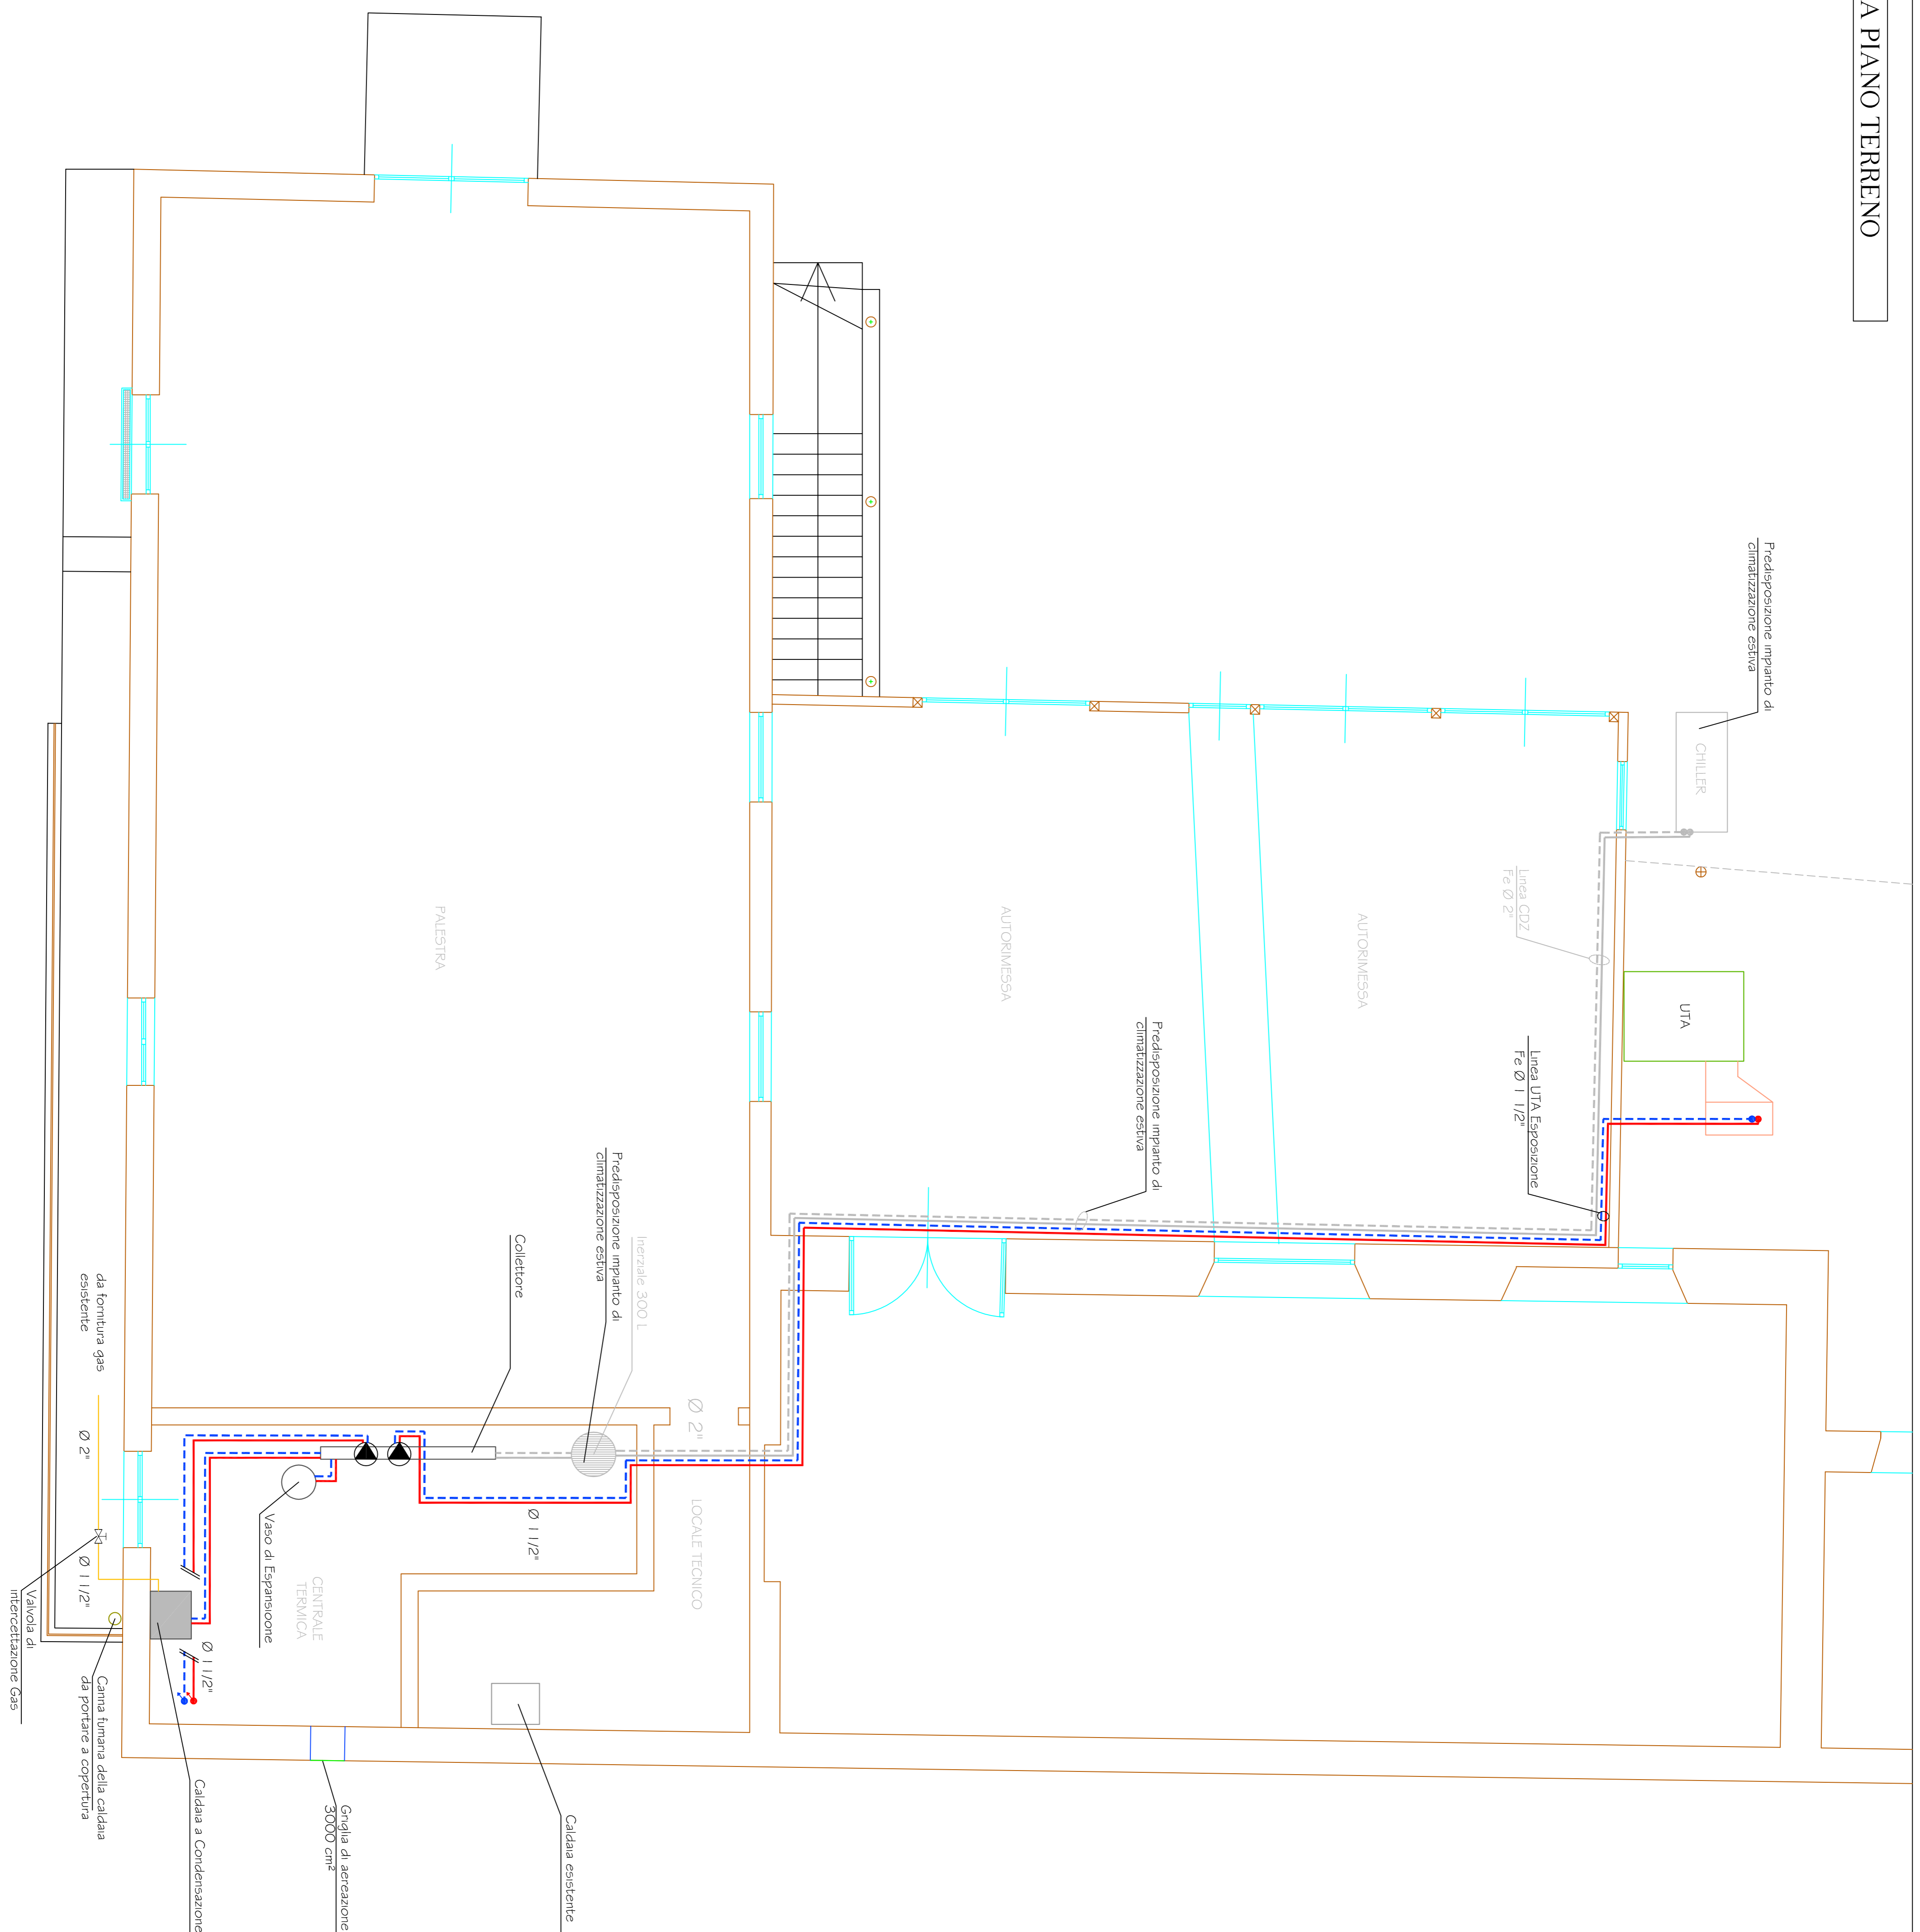 A PIANO TERRENO
Predisposizione impianto di
climatizzazione estiva
CHILLER
Linea CDZ
Fe Ø 2"
UTA
Linea UTA Esposizione
Fe Ø 1 1/2"
AUTORIMESSA
AUTORIMESSA
Predisposizione impianto di
climatizzazione estiva
PALESTRA
Predisposizione impianto di
climatizzazione estiva
Inerziale 300 L
Collettore
Ø 2"
LOCALE TECNICO
Ø 1 1/2"
Vaso di Espansioone
CENTRALE
TERMICA
da fornitura gas
esistente
Ø 2"
Ø 1 1/2"
Ø 1 1/2"
Valvola di
intercettazione Gas
Canna fumaria della caldaia
da portare a copertura
Caldaia a Condensazione
Griglia di aereazione
3000 cm²
Caldaia esistente